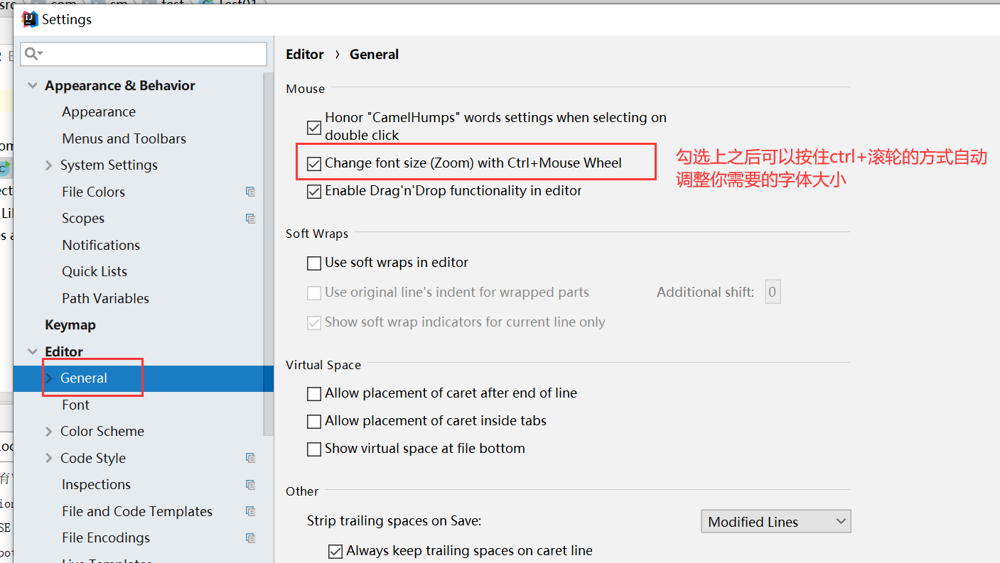 Settings
Editor › General
Appearance & Behavior
Appearance
Menus and Toolbars
System Settings
File Colors
Scopes
Notifications
Quick Lists
Path Variables
Keymap
Editor
General
Font
Color Scheme
Code Style
Inspections
File and Code Templates
File Encodings
Live Templates
Mouse
Honor "CamelHumps" words settings when selecting on
double click
Change font size (Zoom) with Ctrl+Mouse Wheel
Enable Drag'n'Drop functionality in editor
勾选上之后可以按住ctrl+滚轮的方式自动
调整你需要的字体大小
Soft Wraps
Use soft wraps in editor
Use original line's indent for wrapped parts
Additional shift: 0
Show soft wrap indicators for current line only
Virtual Space
Allow placement of caret after end of line
Allow placement of caret inside tabs
Show virtual space at file bottom
Other
Strip trailing spaces on Save: Modified Lines
Always keep trailing spaces on caret line